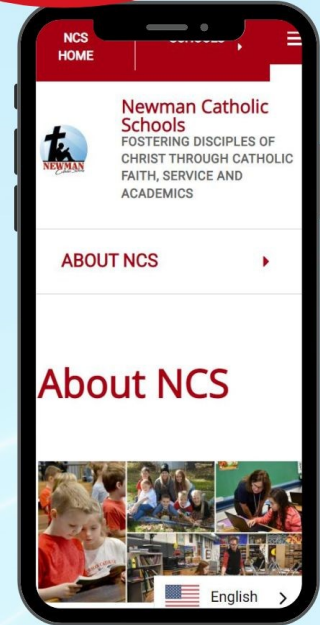 NCS
HOME
SCHOOLS
Newman Catholic
Schools
FOSTERING DISCIPLES OF
CHRIST THROUGH CATHOLIC
FAITH, SERVICE AND
ACADEMICS
NEWMAN
ABOUT NCS
About NCS
English